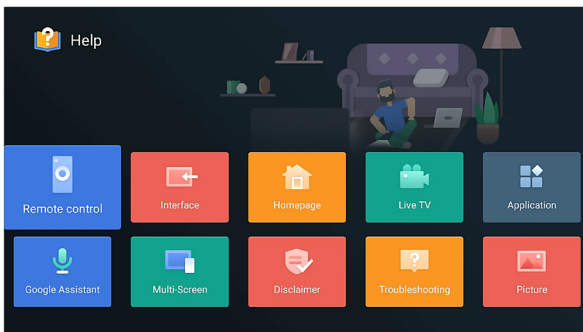 Help
Remote control
Interface
Homepage
Live TV
Application
Google Assistant
Multi-Screen
Disclaimer
Troubleshooting
Picture